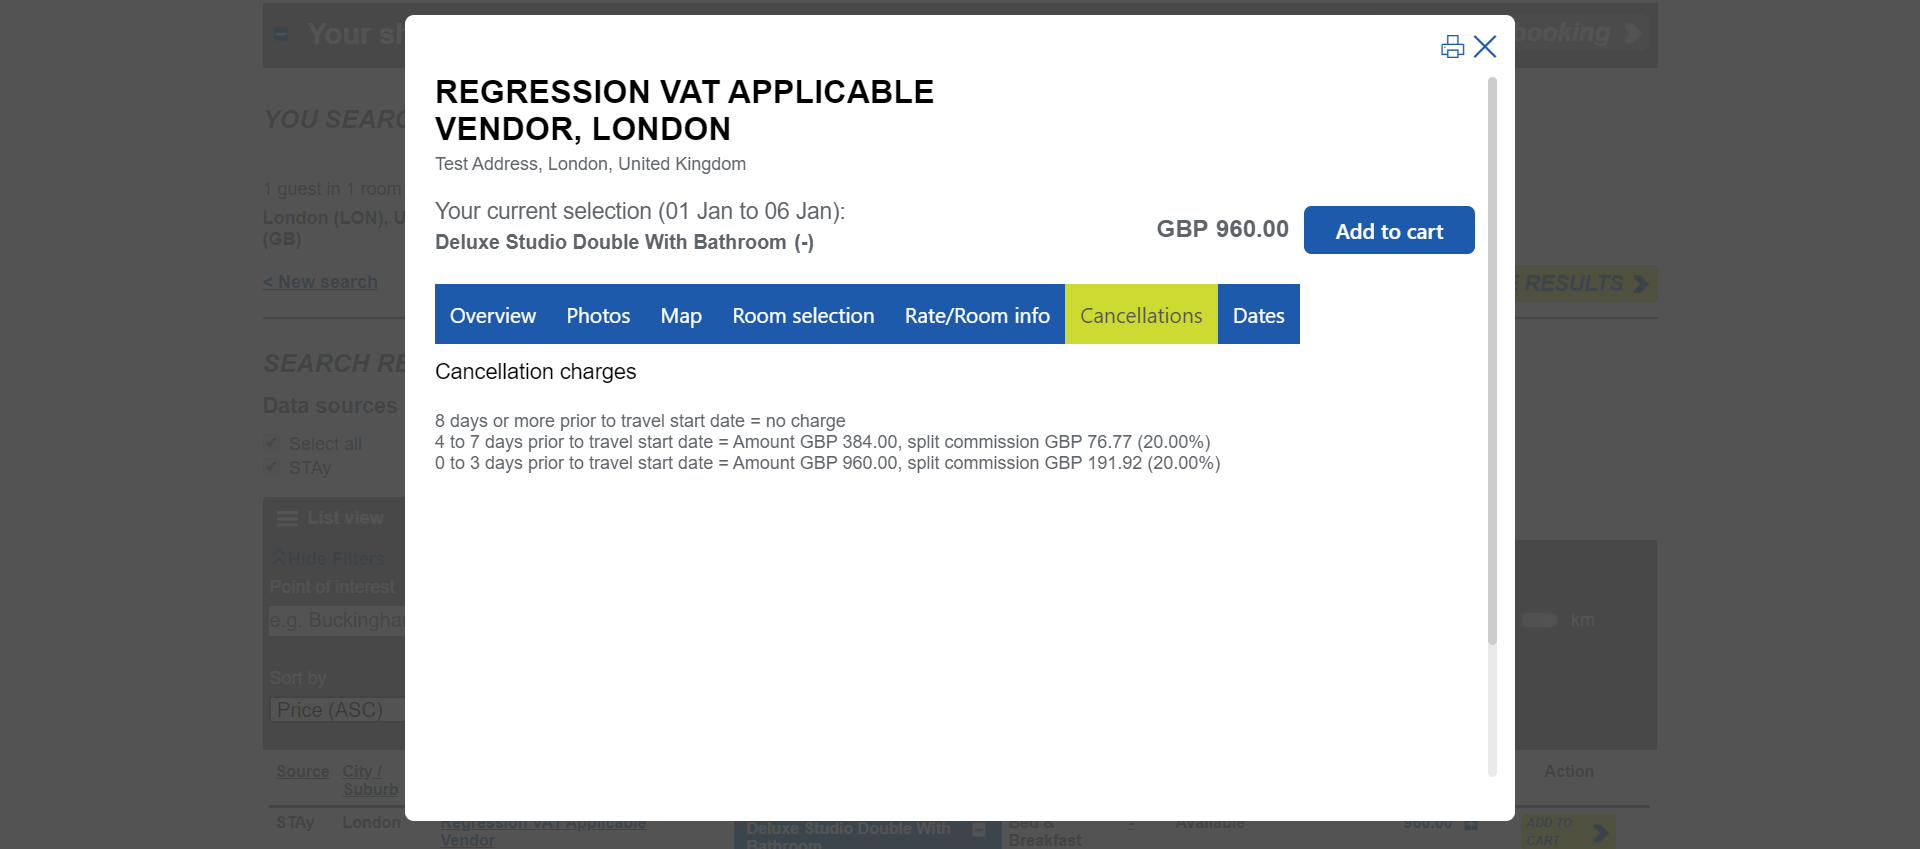 Your sh
booking
YOU SEARC
1 guest in 1 room
London (LON), U
(GB)
< New search
E RESULTS
SEARCH RE
Data sources
Select all
STAy
List view
Hide Filters
Point of interest
e.g. Buckingha
km
Sort by
Price (ASC)
Source
City /
Suburb
Action
STAy
London
Regression VAT Applicable
Vendor
Deluxe Studio Double With
Bathroom
Bed &
Breakfast
-
Available
960.00
ADD TO
CART
REGRESSION VAT APPLICABLE
VENDOR, LONDON
Test Address, London, United Kingdom
Your current selection (01 Jan to 06 Jan):
Deluxe Studio Double With Bathroom (-)
GBP 960.00
Add to cart
Overview Photos Map Room selection Rate/Room info Cancellations Dates
Cancellation charges
8 days or more prior to travel start date = no charge
4 to 7 days prior to travel start date = Amount GBP 384.00, split commission GBP 76.77 (20.00%)
0 to 3 days prior to travel start date = Amount GBP 960.00, split commission GBP 191.92 (20.00%)